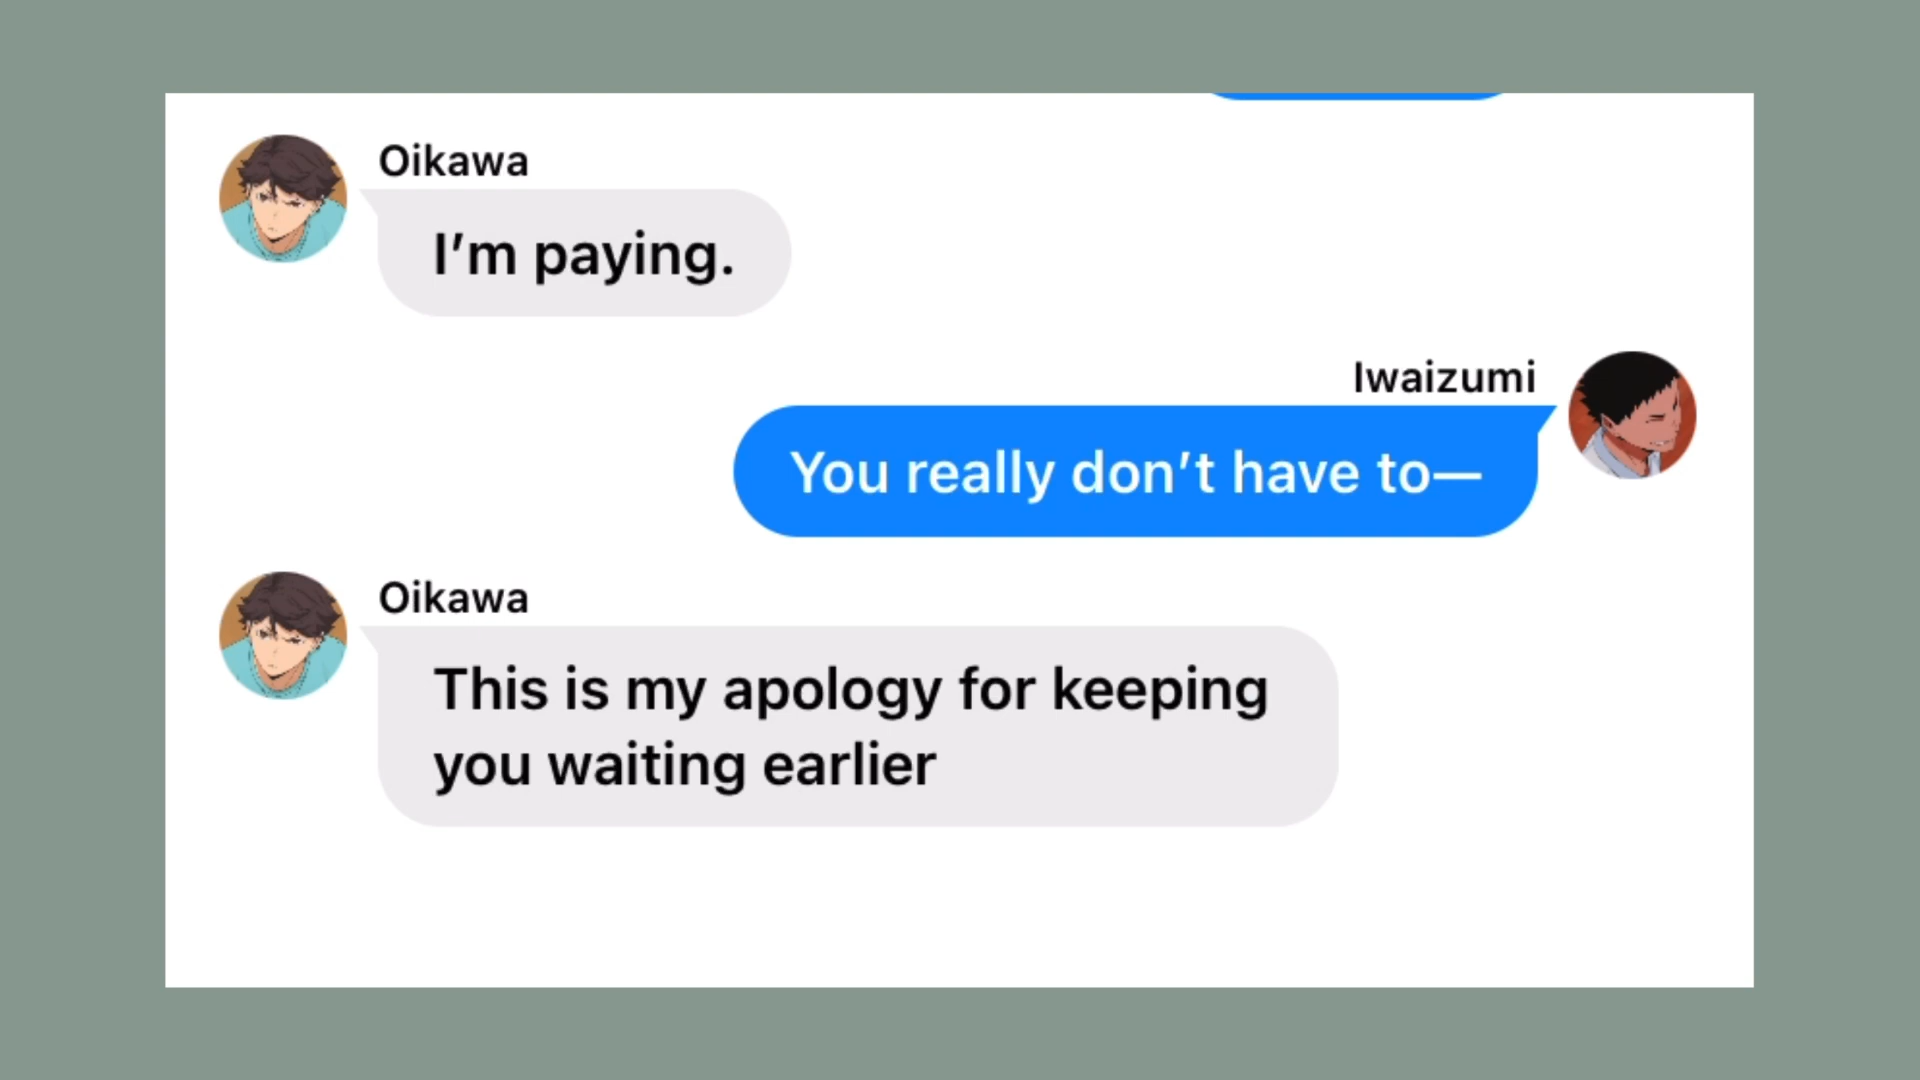 Oikawa
I’m paying.
Iwaizumi
You really don’t have to—
Oikawa
This is my apology for keeping
you waiting earlier